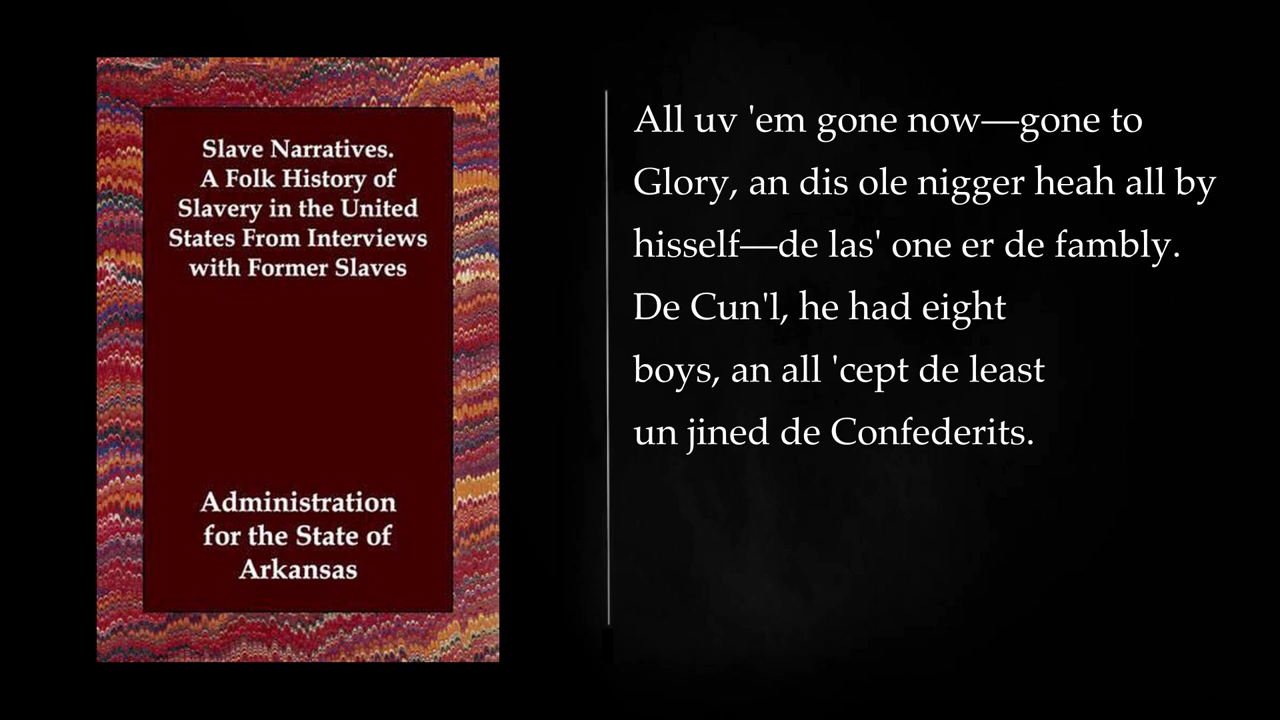 Slave Narratives.
A Folk History of
Slavery in the United
States From Interviews
with Former Slaves
Administration
for the State of
Arkansas
All uv 'em gone now—gone to
Glory, an dis ole nigger heah all by
hisself—de las' one er de fambly.
De Cun'l, he had eight
boys, an all 'cept de least
un jined de Confederits.